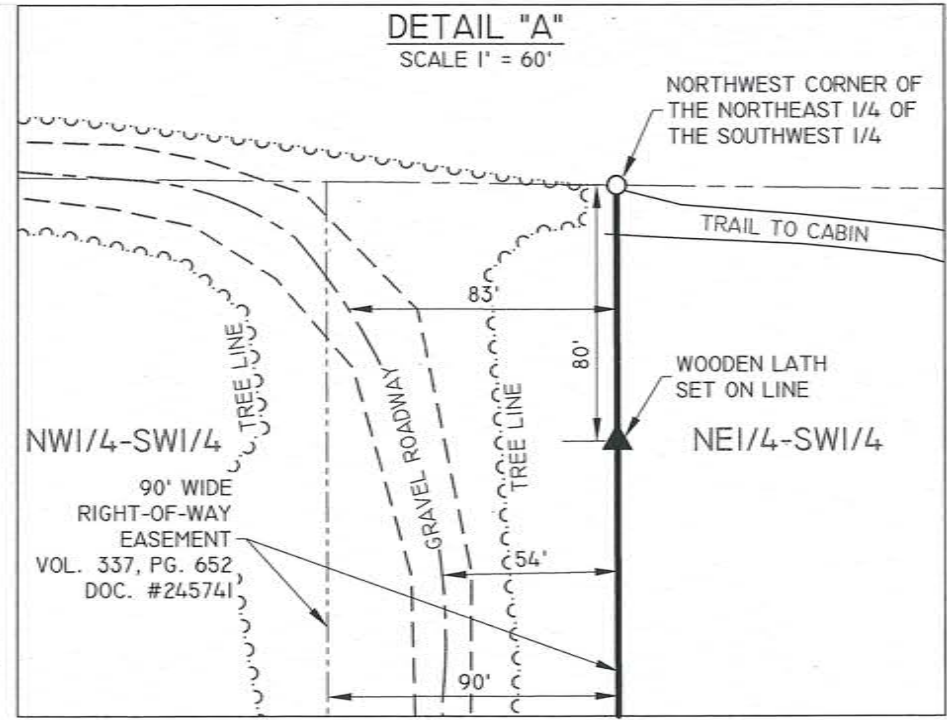 DETAIL "A"
SCALE 1" = 60'
NORTHWEST CORNER OF
THE NORTHEAST 1/4 OF
THE SOUTHWEST 1/4
TRAIL TO CABIN
83'
80'
WOODEN LATH
SET ON LINE
TREE LINE
GRAVEL ROADWAY
TREE LINE
NW1/4-SW1/4
NE1/4-SW1/4
90' WIDE
RIGHT-OF-WAY
EASEMENT
VOL. 337, PG. 652
DOC. #245741
54'
90'